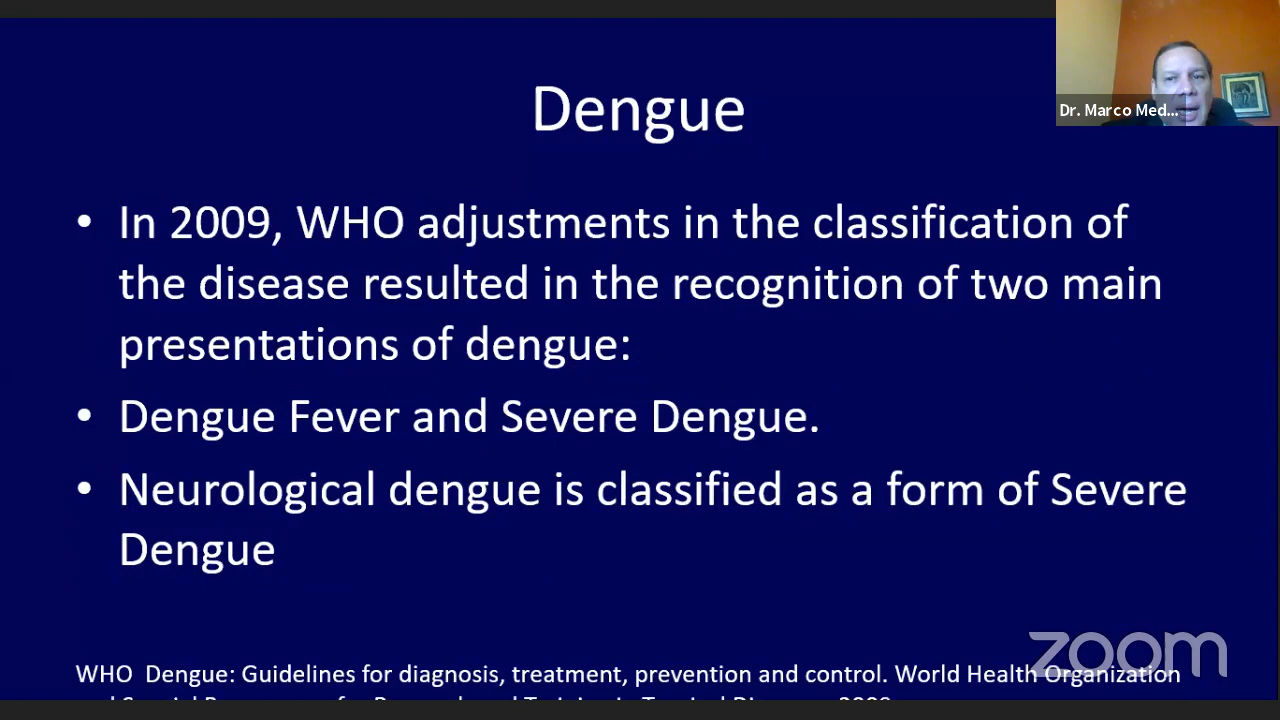 Dengue
Dr. Marco Med...
• In 2009, WHO adjustments in the classification of
the disease resulted in the recognition of two main
presentations of dengue:
• Dengue Fever and Severe Dengue.
• Neurological dengue is classified as a form of Severe
Dengue
zoom
WHO  Dengue: Guidelines for diagnosis, treatment, prevention and control. World Health Organization